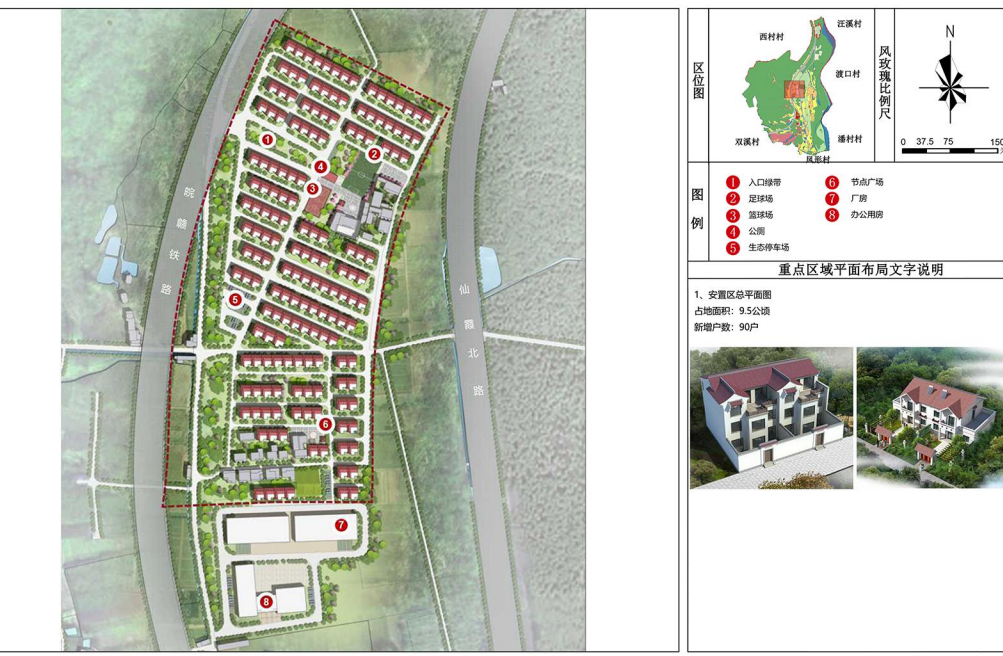 区位图
西村村
汪溪村
渡口村
双溪村
潘村村
凤形村
风玫瑰比例尺
N
0 37.5 75 150
图例
1 入口绿带
2 足球场
3 篮球场
4 公厕
5 生态停车场
6 节点广场
7 厂房
8 办公用房
重点区域平面布局文字说明
1、安置区总平面图
占地面积：9.5公顷
新增户数：90户
皖赣铁路
仙霞北路
1
2
4
3
5
6
7
8